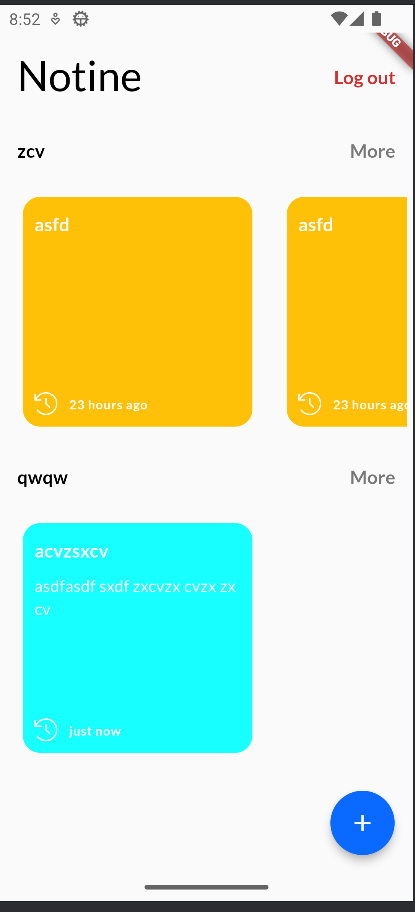 8:52
BUG
Notine
Log out
zcv
More
asfd
asfd
23 hours ago
23 hours ago
qwqw
More
acvzsxcv
asdfasdf sxdf zxcvzx cvzx zx
cv
just now